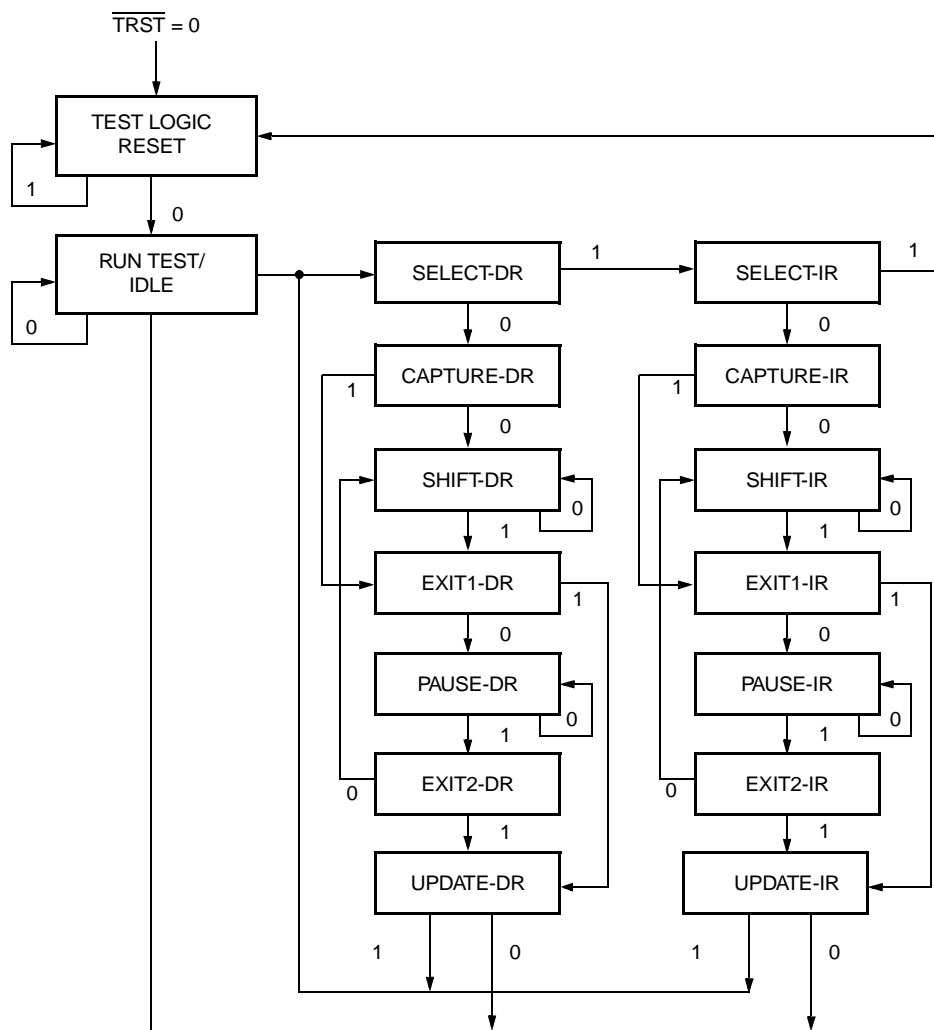 T̅R̅S̅T̅ = 0
TEST LOGIC
RESET
1
0
RUN TEST/
IDLE
0
SELECT-DR
1
SELECT-IR
1
0
0
CAPTURE-DR
1
CAPTURE-IR
1
0
0
SHIFT-DR
0
SHIFT-IR
0
1
1
EXIT1-DR
1
EXIT1-IR
1
0
0
PAUSE-DR
0
PAUSE-IR
0
1
1
EXIT2-DR
0
EXIT2-IR
0
1
1
UPDATE-DR
UPDATE-IR
1
0
1
0